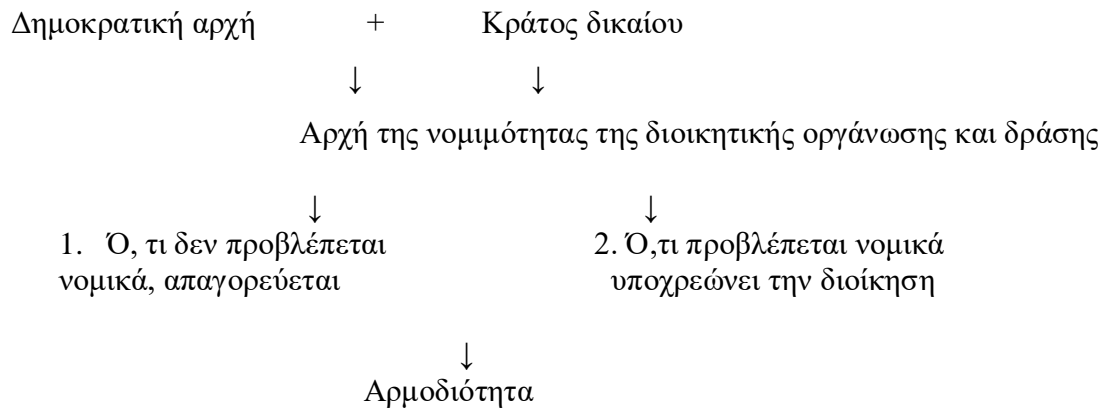 Δημοκρατική αρχή + Κράτος δικαίου
↓ ↓
Αρχή της νομιμότητας της διοικητικής οργάνωσης και δράσης
↓ ↓
1. Ό, τι δεν προβλέπεται 2. Ό,τι προβλέπεται νομικά
νομικά, απαγορεύεται υποχρεώνει την διοίκηση
↓
Αρμοδιότητα